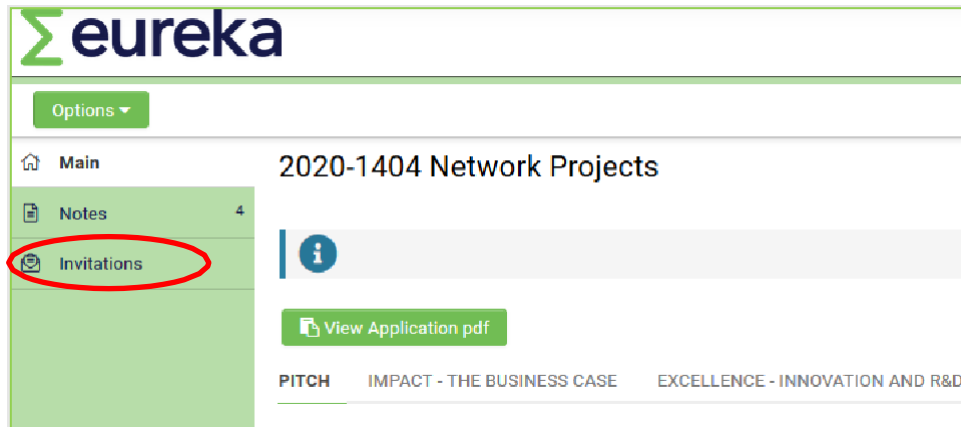 eureka
Options
Main
2020-1404 Network Projects
Notes 4
Invitations
View Application pdf
PITCH IMPACT - THE BUSINESS CASE EXCELLENCE - INNOVATION AND R&D